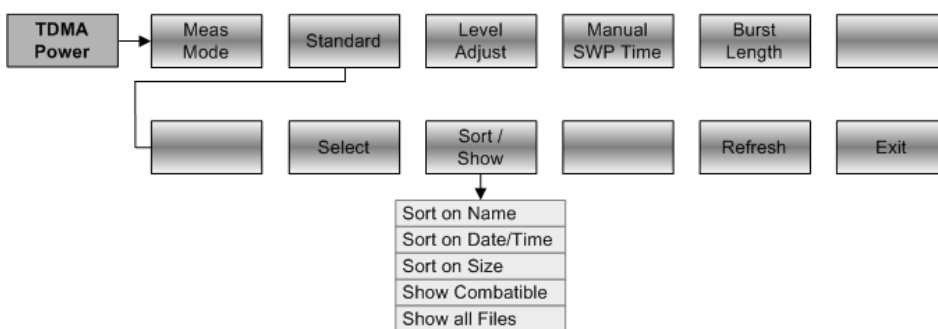 TDMA
Power
Meas
Mode
Standard
Level
Adjust
Manual
SWP Time
Burst
Length
Select
Sort /
Show
Refresh
Exit
Sort on Name
Sort on Date/Time
Sort on Size
Show Combatible
Show all Files